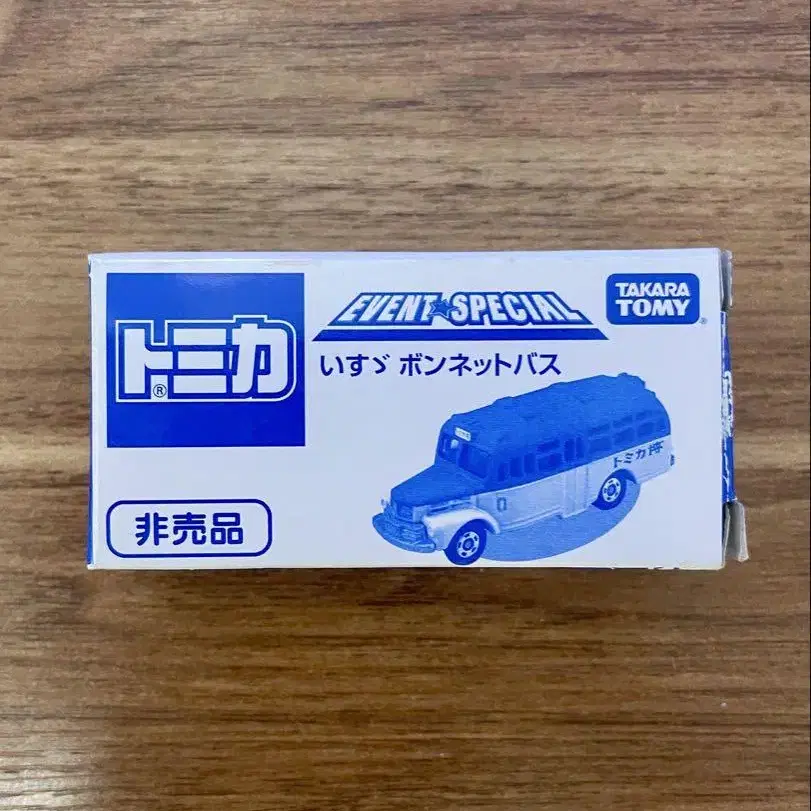 トミカ
®
EVENT★SPECIAL
TAKARA
TOMY®
いすゞ ボンネットバス
トミカ博
非売品